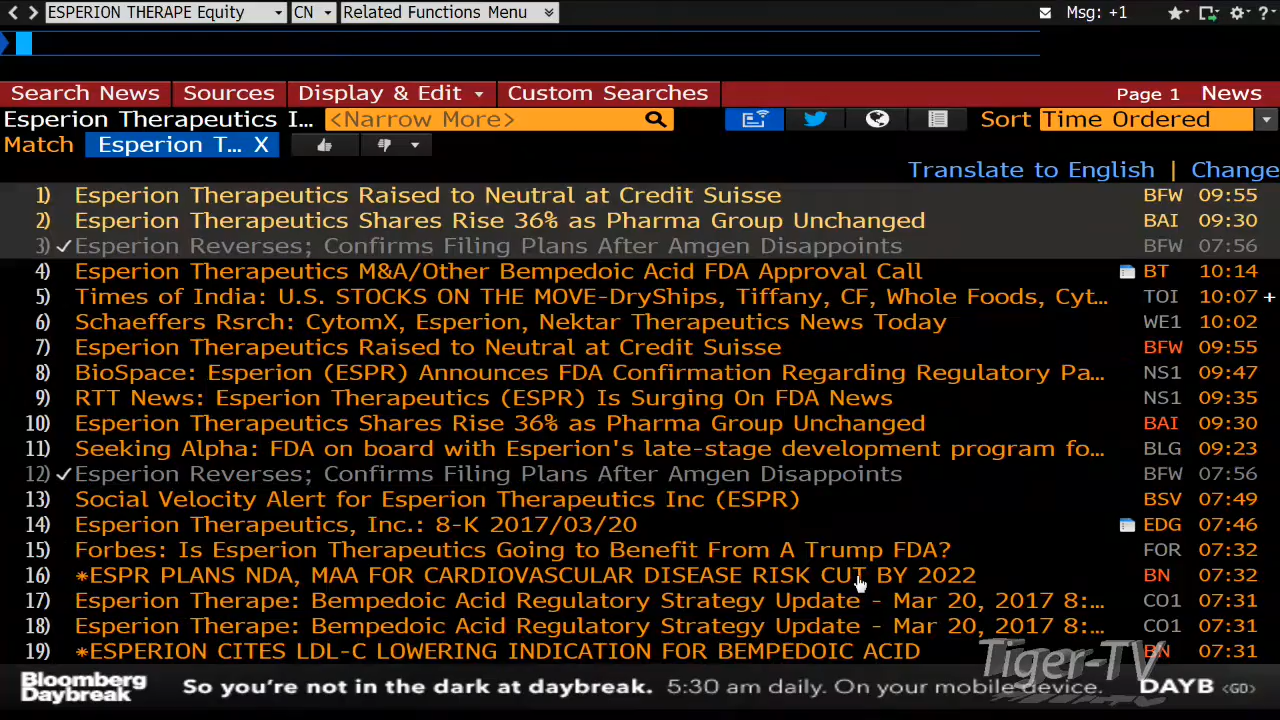 ESPERION THERAPE Equity CN Related Functions Menu Msg: +1 ?
Search News Sources Display & Edit Custom Searches Page 1 News
Esperion Therapeutics I... <Narrow More> Sort Time Ordered
Match Esperion T... X
Translate to English | Change
1) Esperion Therapeutics Raised to Neutral at Credit Suisse BFW 09:55
2) Esperion Therapeutics Shares Rise 36% as Pharma Group Unchanged BAI 09:30
3) Esperion Reverses; Confirms Filing Plans After Amgen Disappoints BFW 07:56
4) Esperion Therapeutics M&A/Other Bempedoic Acid FDA Approval Call BT 10:14
5) Times of India: U.S. STOCKS ON THE MOVE-DryShips, Tiffany, CF, Whole Foods, Cyt... TOI 10:07 +
6) Schaeffers Rsrch: CytomX, Esperion, Nektar Therapeutics News Today WE1 10:02
7) Esperion Therapeutics Raised to Neutral at Credit Suisse BFW 09:55
8) BioSpace: Esperion (ESPR) Announces FDA Confirmation Regarding Regulatory Pa... NS1 09:47
9) RTT News: Esperion Therapeutics (ESPR) Is Surging On FDA News NS1 09:35
10) Esperion Therapeutics Shares Rise 36% as Pharma Group Unchanged BAI 09:30
11) Seeking Alpha: FDA on board with Esperion's late-stage development program fo... BLG 09:23
12) Esperion Reverses; Confirms Filing Plans After Amgen Disappoints BFW 07:56
13) Social Velocity Alert for Esperion Therapeutics Inc (ESPR) BSV 07:49
14) Esperion Therapeutics, Inc.: 8-K 2017/03/20 EDG 07:46
15) Forbes: Is Esperion Therapeutics Going to Benefit From A Trump FDA? FOR 07:32
16) *ESPR PLANS NDA, MAA FOR CARDIOVASCULAR DISEASE RISK CUT BY 2022 BN 07:32
17) Esperion Therape: Bempedoic Acid Regulatory Strategy Update - Mar 20, 2017 8:... CO1 07:31
18) Esperion Therape: Bempedoic Acid Regulatory Strategy Update - Mar 20, 2017 8:... CO1 07:31
19) *ESPERION CITES LDL-C LOWERING INDICATION FOR BEMPEDOIC ACID BN 07:31
Tiger-TV
Bloomberg Daybreak So you're not in the dark at daybreak. 5:30 am daily. On your mobile device. DAYB <GO>